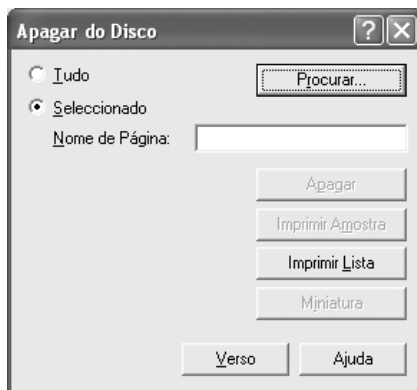 Apagar do Disco
Tudo
Procurar...
Seleccionado
Nome de Página:
Apagar
Imprimir Amostra
Imprimir Lista
Miniatura
Verso
Ajuda